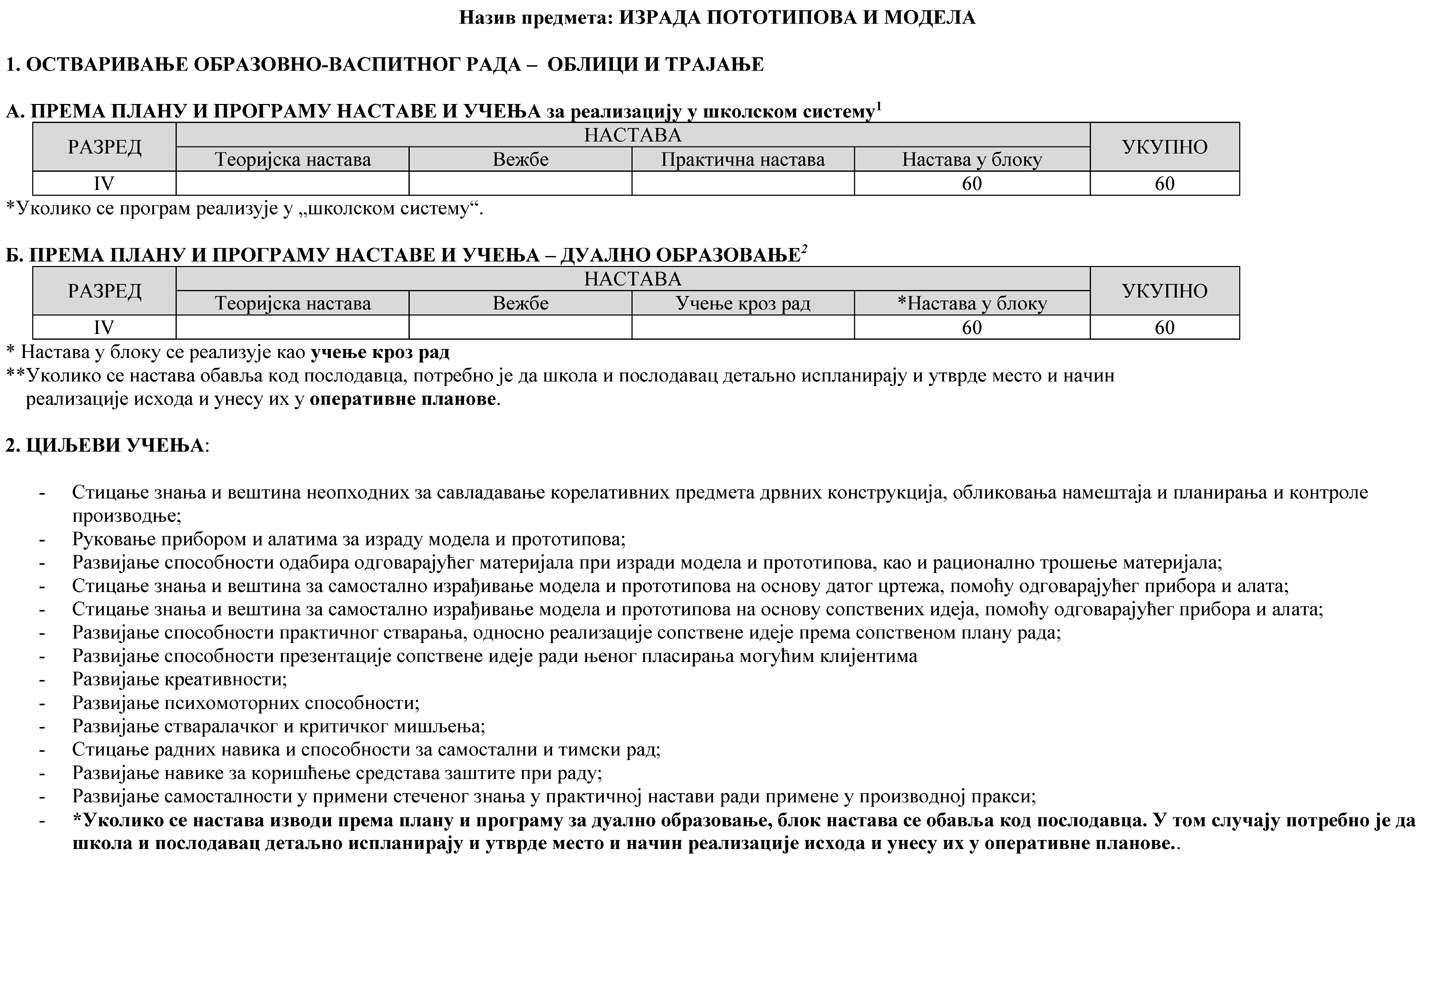 Назив предмета: ИЗРАДА ПОТОТИПОВА И МОДЕЛА
1. ОСТВАРИВАЊЕ ОБРАЗОВНО-ВАСПИТНОГ РАДА – ОБЛИЦИ И ТРАЈАЊЕ
А. ПРЕМА ПЛАНУ И ПРОГРАМУ НАСТАВЕ И УЧЕЊА за реализацију у школском систему1
РАЗРЕД НАСТАВА УКУПНО
Теоријска настава Вежбе Практична настава Настава у блоку
IV 60 60
*Уколико се програм реализује у „школском систему“.
Б. ПРЕМА ПЛАНУ И ПРОГРАМУ НАСТАВЕ И УЧЕЊА – ДУАЛНО ОБРАЗОВАЊЕ2
РАЗРЕД НАСТАВА УКУПНО
Теоријска настава Вежбе Учење кроз рад *Настава у блоку
IV 60 60
* Настава у блоку се реализује као учење кроз рад
**Уколико се настава обавља код послодавца, потребно је да школа и послодавац детаљно испланирају и утврде место и начин
реализације исхода и унесу их у оперативне планове.
2. ЦИЉЕВИ УЧЕЊА:
- Стицање знања и вештина неопходних за савладавање корелативних предмета дрвних конструкција, обликовања намештаја и планирања и контроле
производње;
- Руковање прибором и алатима за израду модела и прототипова;
- Развијање способности одабира одговарајућег материјала при изради модела и прототипова, као и рационално трошење материјала;
- Стицање знања и вештина за самостално израђивање модела и прототипова на основу датог цртежа, помоћу одговарајућег прибора и алата;
- Стицање знања и вештина за самостално израђивање модела и прототипова на основу сопствених идеја, помоћу одговарајућег прибора и алата;
- Развијање способности практичног стварања, односно реализације сопствене идеје према сопственом плану рада;
- Развијање способности презентације сопствене идеје ради њеног пласирања могућим клијентима
- Развијање креативности;
- Развијање психомоторних способности;
- Развијање стваралачког и критичког мишљења;
- Стицање радних навика и способности за самостални и тимски рад;
- Развијање навике за коришћење средстава заштите при раду;
- Развијање самосталности у примени стеченог знања у практичној настави ради примене у производној пракси;
- *Уколико се настава изводи према плану и програму за дуално образовање, блок настава се обавља код послодавца. У том случају потребно је да
школа и послодавац детаљно испланирају и утврде место и начин реализације исхода и унесу их у оперативне планове..